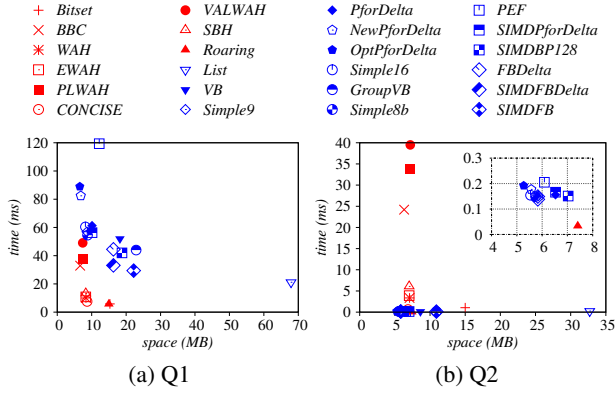 Bitset VALWAH PforDelta PEF
BBC SBH NewPforDelta SIMDPforDelta
WAH Roaring OptPforDelta SIMDBP128
EWAH List Simple16 FBDelta
PLWAH VB GroupVB SIMDFBDelta
CONCISE Simple9 Simple8b SIMDFB
120
100
80
60
40
20
0
time (ms)
0 10 20 30 40 50 60 70
space (MB)
(a) Q1
40
35
30
25
20
15
10
5
0
time (ms)
0 5 10 15 20 25 30 35
space (MB)
0.3
0.2
0.1
0
4 5 6 7 8
(b) Q2